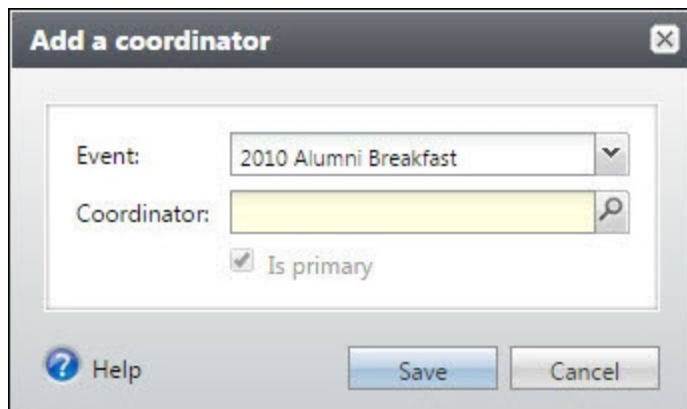 Add a coordinator
Event: 2010 Alumni Breakfast
Coordinator:
Is primary
Help Save Cancel